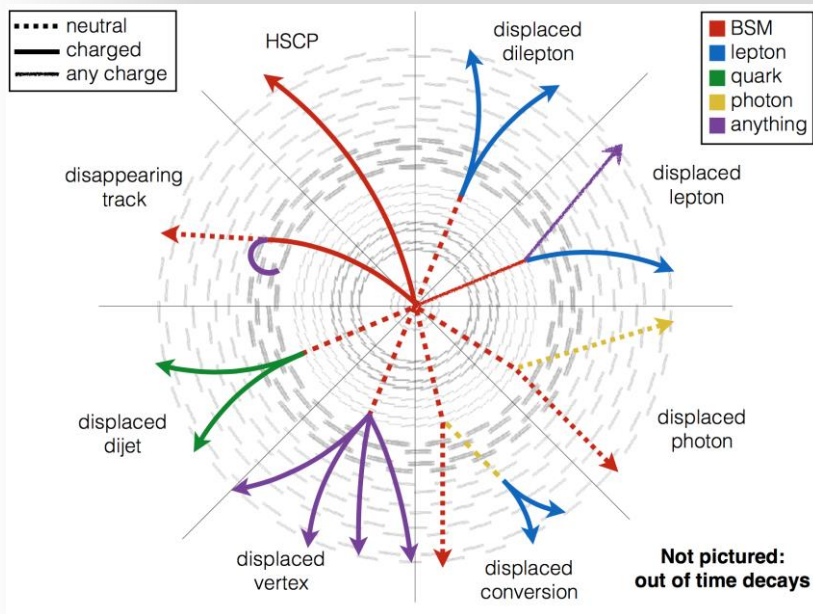 neutral
charged
any charge
HSCP
displaced
dilepton
BSM
lepton
quark
photon
anything
displaced
lepton
disappearing
track
displaced
dijet
displaced
photon
displaced
vertex
displaced
conversion
Not pictured:
out of time decays